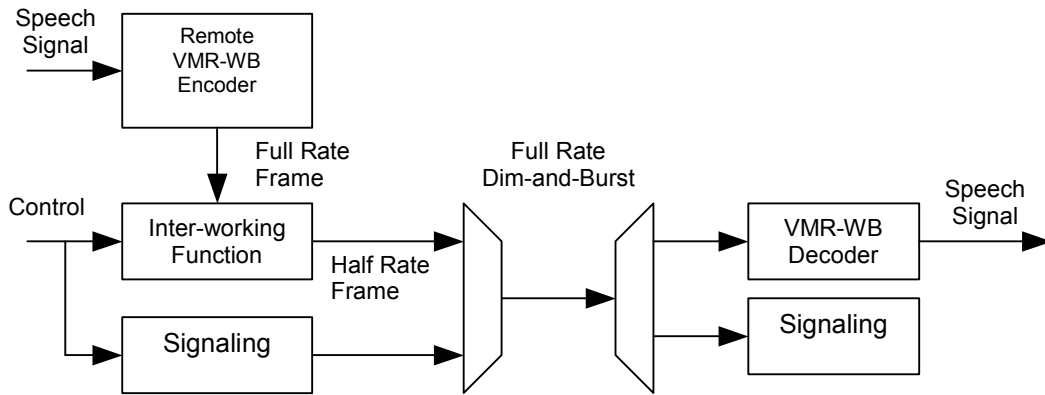 Speech
Signal
Remote
VMR-WB
Encoder
Full Rate
Frame
Full Rate
Dim-and-Burst
Control
Inter-working
Function
Half Rate
Frame
VMR-WB
Decoder
Speech
Signal
Signaling
Signaling